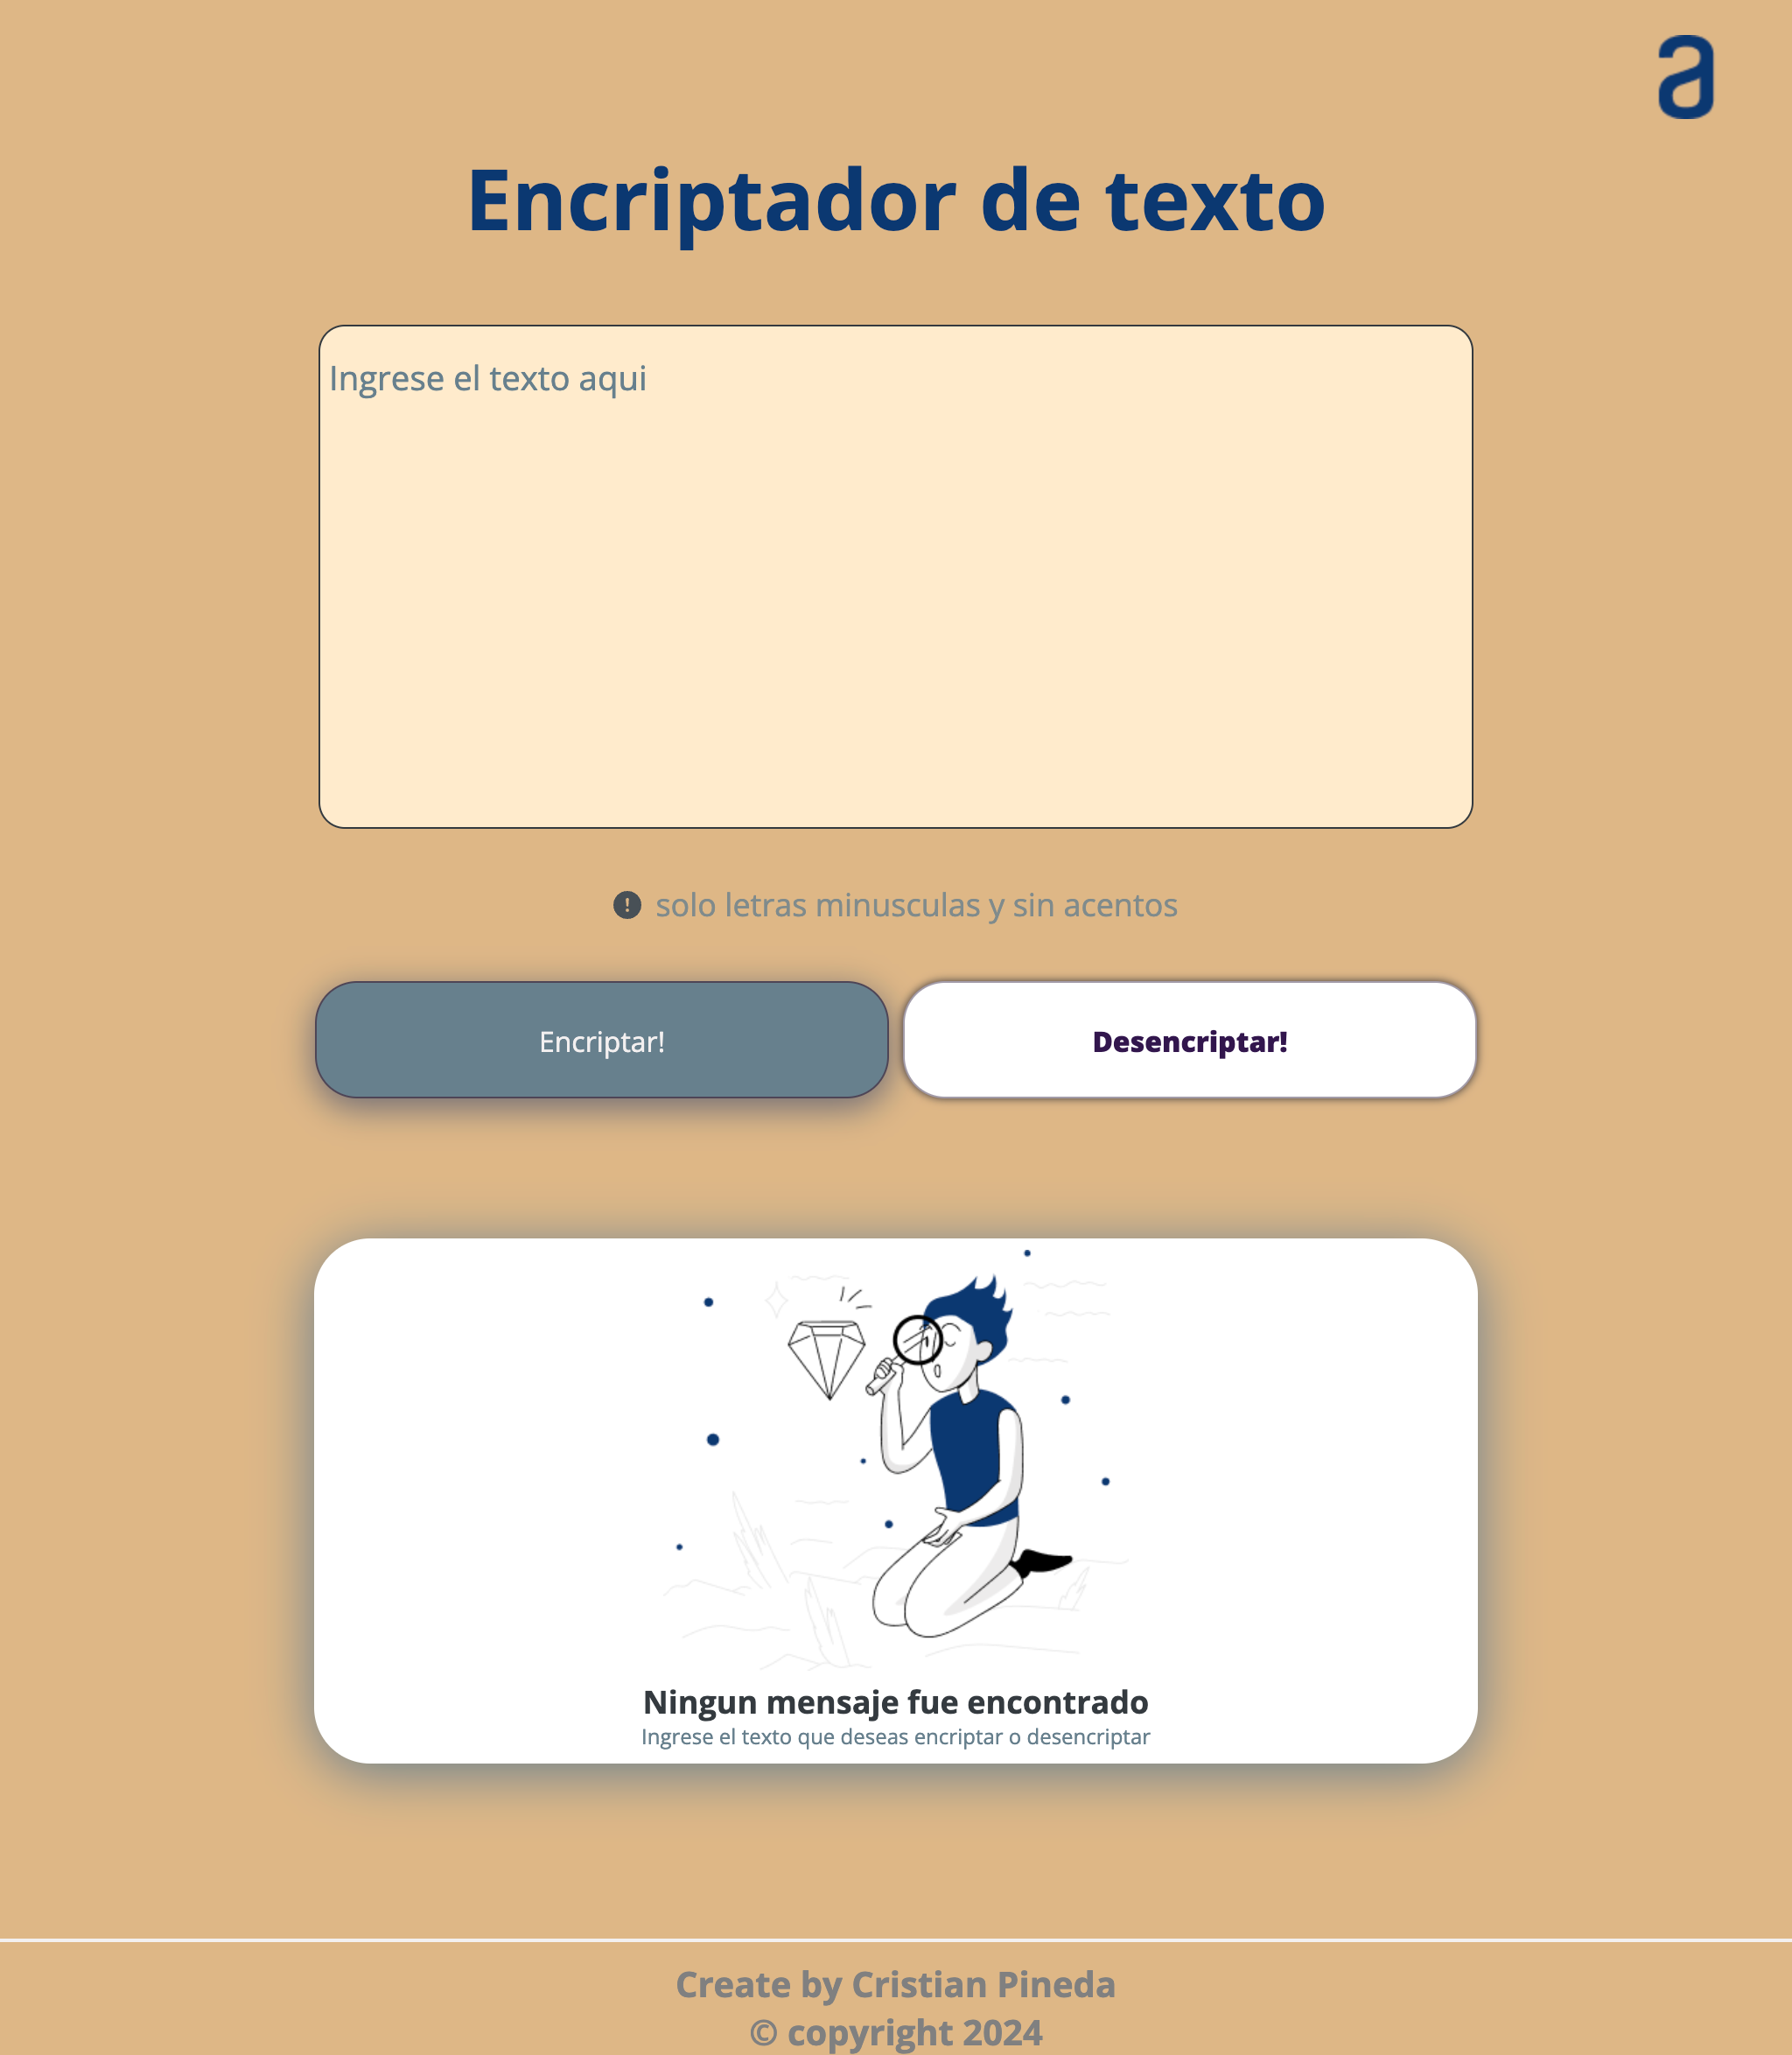 a
Encriptador de texto
Ingrese el texto aqui
! solo letras minusculas y sin acentos
Encriptar!
Desencriptar!
Ningun mensaje fue encontrado
Ingrese el texto que deseas encriptar o desencriptar
Create by Cristian Pineda
© copyright 2024